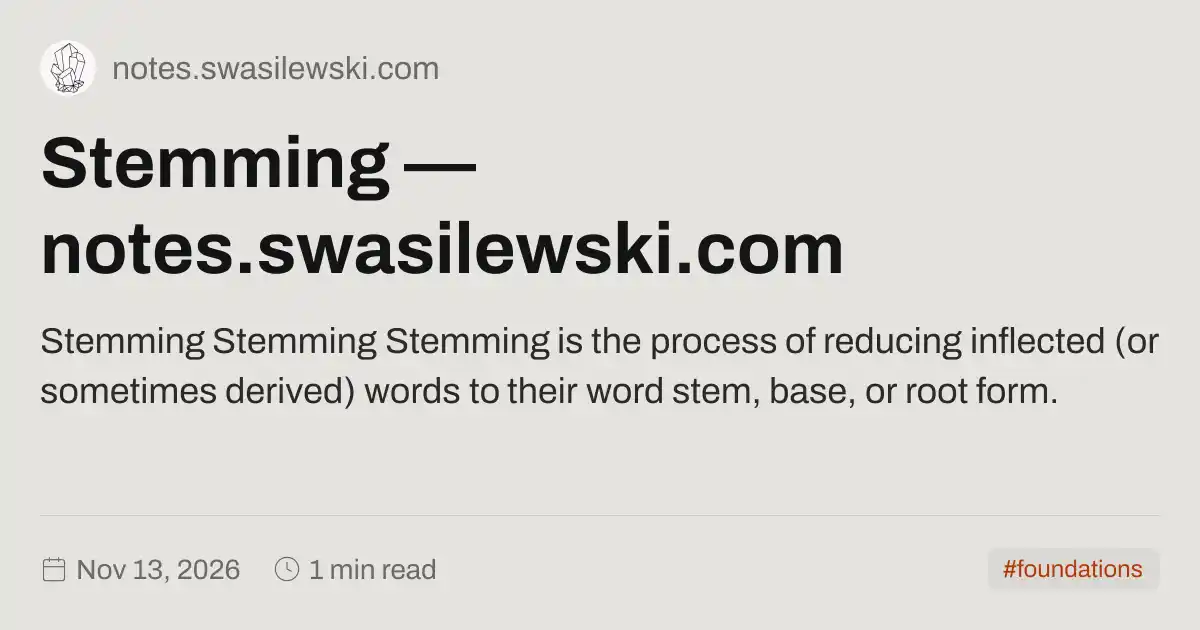 notes.swasilewski.com
Stemming —
notes.swasilewski.com
Stemming Stemming Stemming is the process of reducing inflected (or
sometimes derived) words to their word stem, base, or root form.
Nov 13, 2026 1 min read #foundations